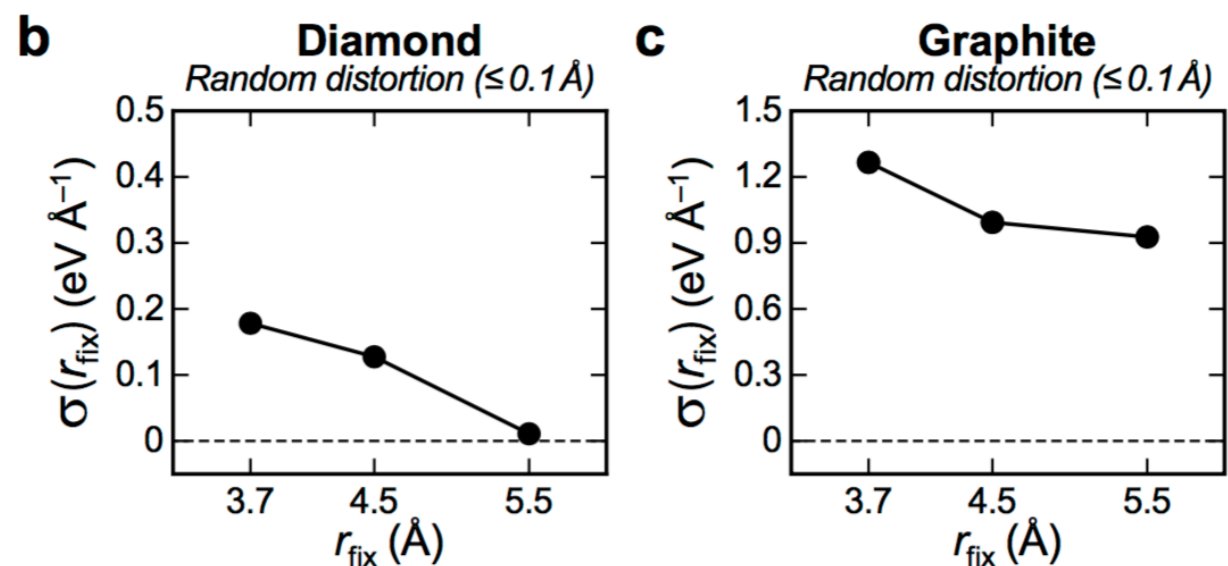 b
Diamond
Random distortion (≤ 0.1 Å)
0.5
0.4
0.3
0.2
0.1
0
σ(rfix) (eV Å⁻¹)
3.7 4.5 5.5
rfix (Å)
c
Graphite
Random distortion (≤ 0.1 Å)
1.5
1.2
0.9
0.6
0.3
0
σ(rfix) (eV Å⁻¹)
3.7 4.5 5.5
rfix (Å)